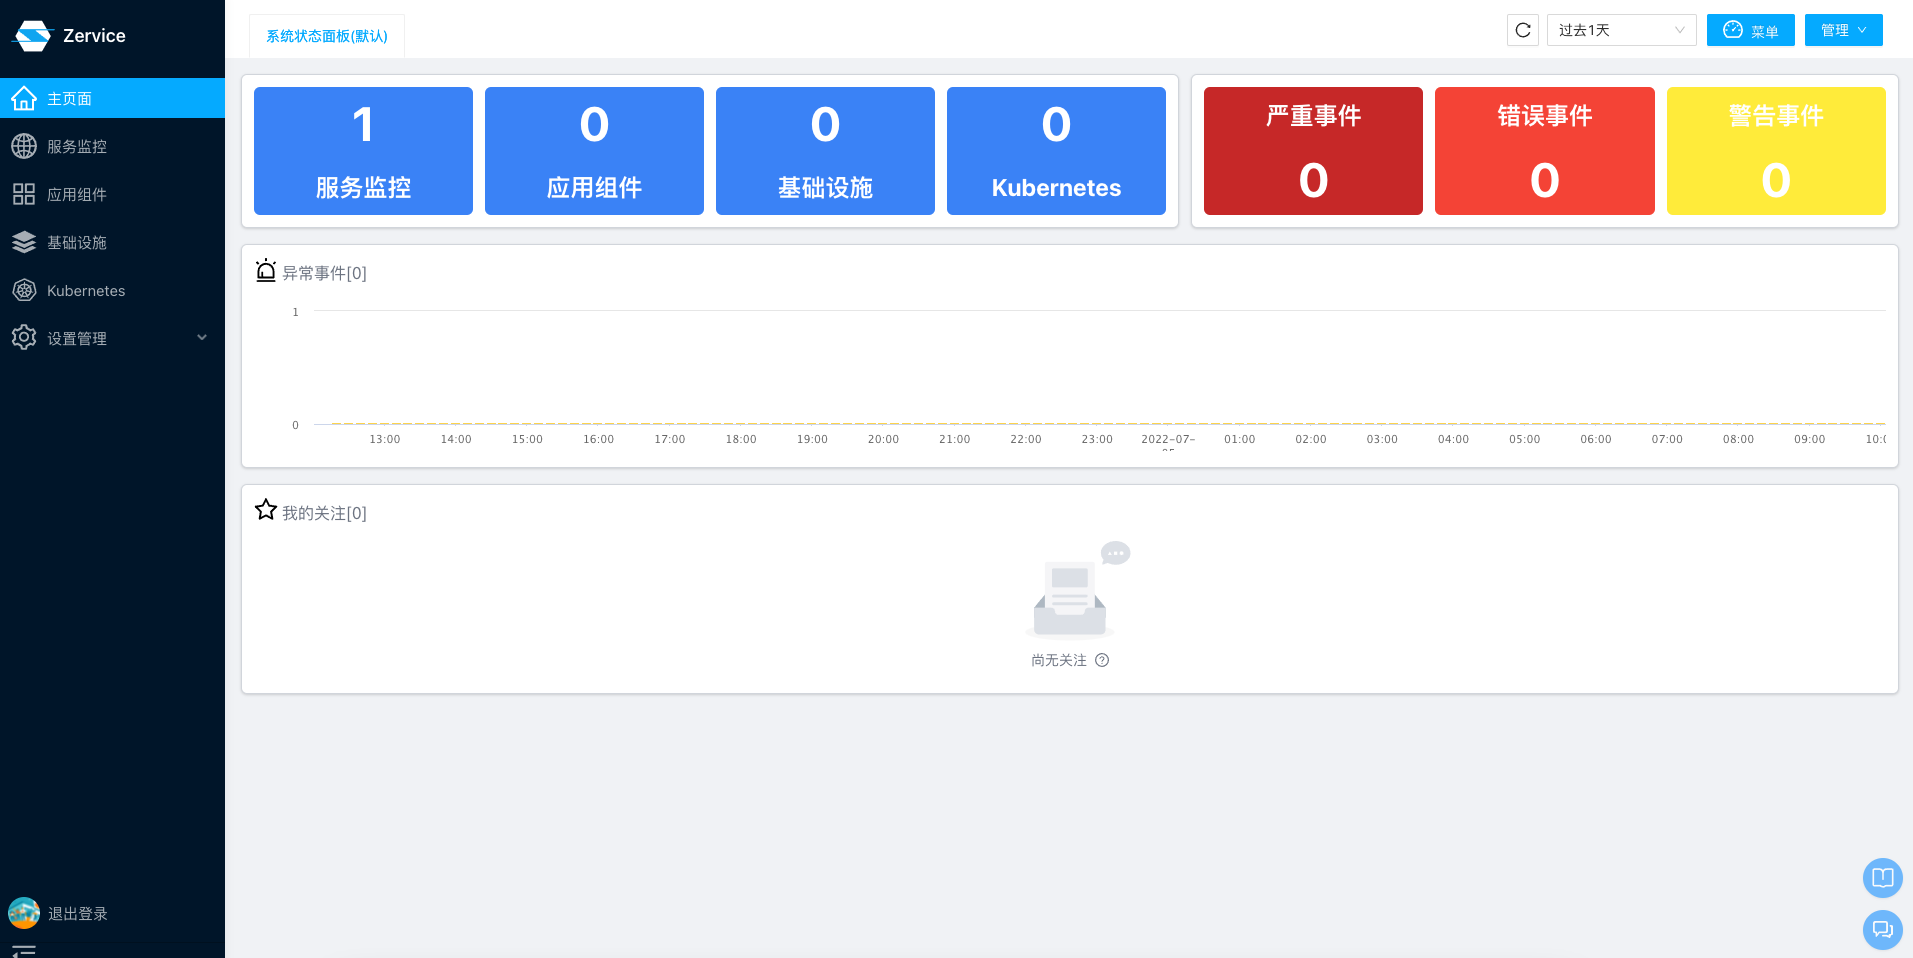 Zervice
主页面
服务监控
应用组件
基础设施
Kubernetes
设置管理
退出登录
系统状态面板(默认)
过去1天
菜单
管理
1
服务监控
0
应用组件
0
基础设施
0
Kubernetes
严重事件
0
错误事件
0
警告事件
0
异常事件[0]
1
0
13:00 14:00 15:00 16:00 17:00 18:00 19:00 20:00 21:00 22:00 23:00 2022-07- 01:00 02:00 03:00 04:00 05:00 06:00 07:00 08:00 09:00
我的关注[0]
尚无关注